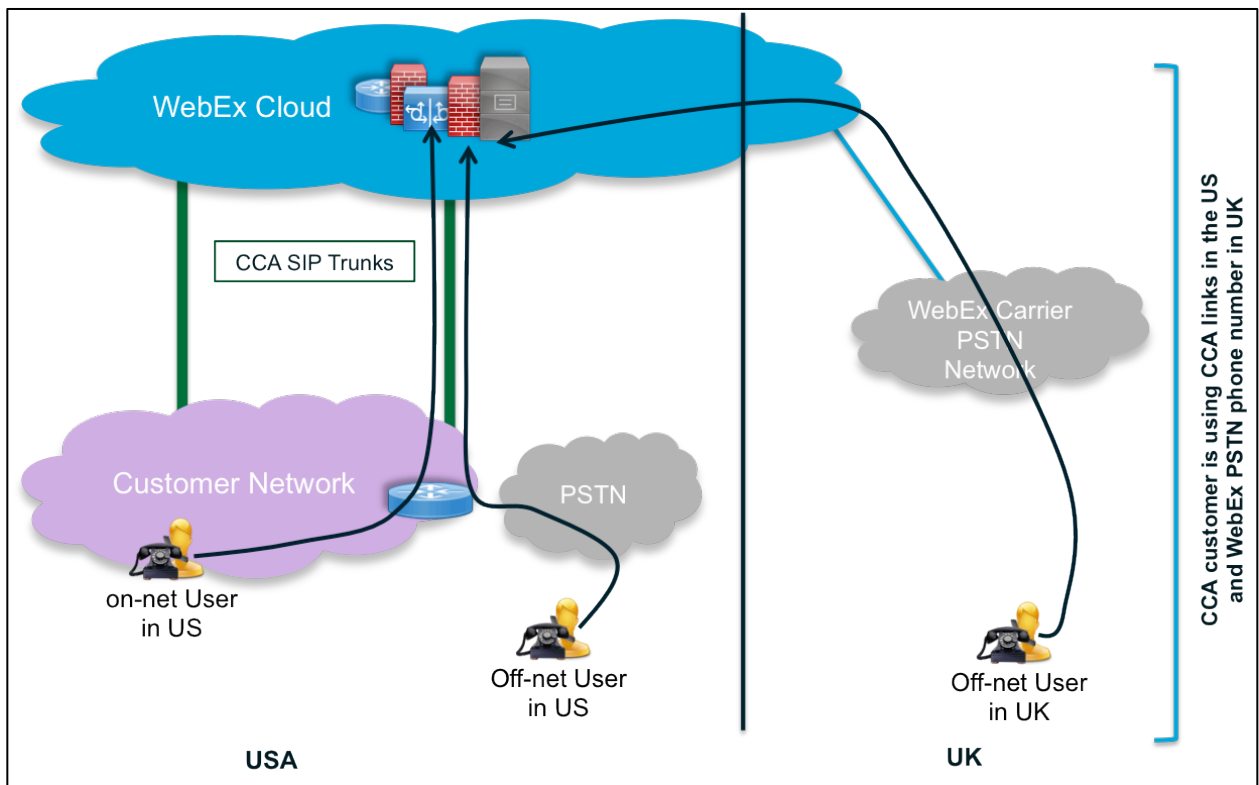 WebEx Cloud
CCA SIP Trunks
WebEx Carrier
PSTN
Network
Customer Network
PSTN
on-net User
in US
Off-net User
in US
Off-net User
in UK
USA
UK
CCA customer is using CCA links in the US
and WebEx PSTN phone number in UK